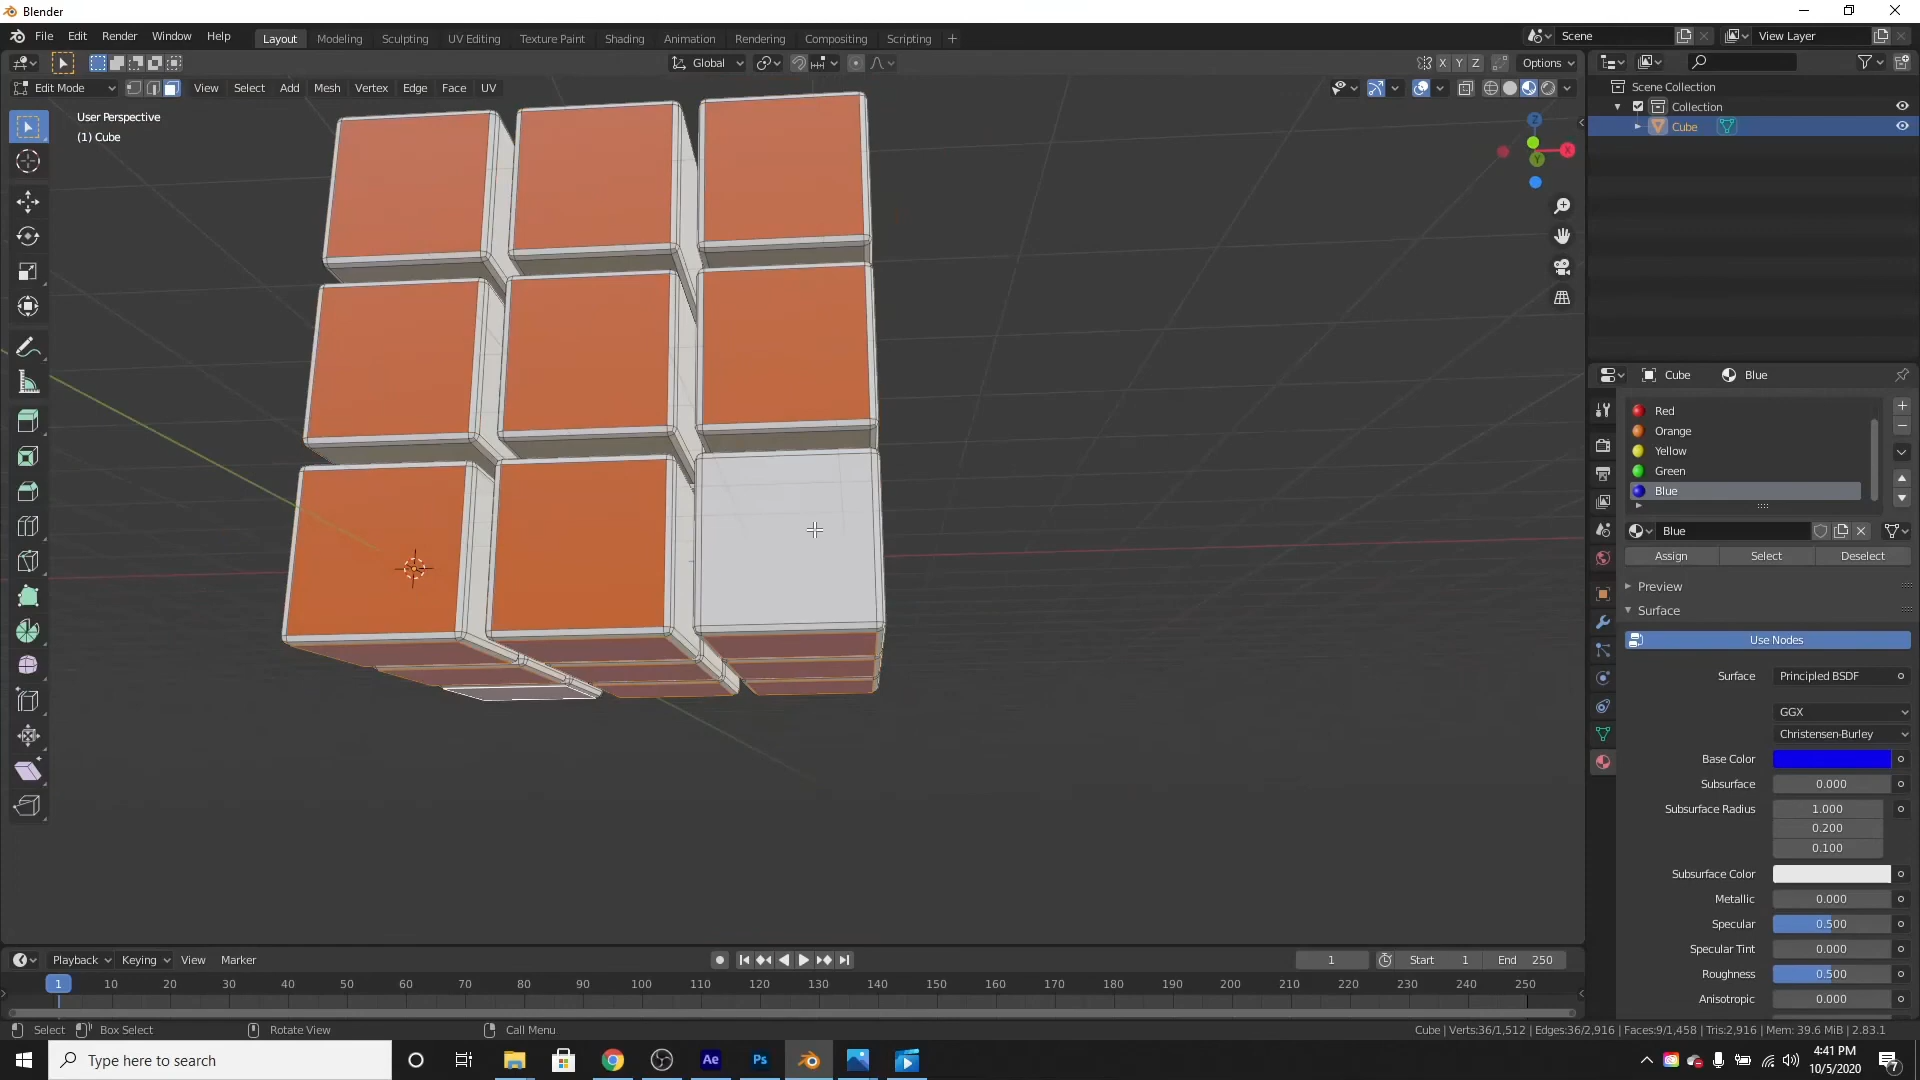 Blender
File Edit Render Window Help
Layout Modeling Sculpting UV Editing Texture Paint Shading Animation Rendering Compositing Scripting
Scene
View Layer
Global
X Y Z
Options
Edit Mode
View Select Add Mesh Vertex Edge Face UV
User Perspective
(1) Cube
Z
X
Y
Scene Collection
Collection
Cube
Cube
Blue
Red
Orange
Yellow
Green
Blue
Blue
Assign Select Deselect
Preview
Surface
Use Nodes
Surface Principled BSDF
GGX
Christensen-Burley
Base Color
Subsurface 0.000
Subsurface Radius 1.000
0.200
0.100
Subsurface Color
Metallic 0.000
Specular 0.500
Specular Tint 0.000
Roughness 0.500
Anisotropic 0.000
Playback Keying View Marker
1
Start 1
End 250
1 10 20 30 40 50 60 70 80 90 100 110 120 130 140 150 160 170 180 190 200 210 220 230 240 250
Select Box Select Rotate View Call Menu
Cube | Verts:36/1,512 | Edges:36/2,916 | Faces:9/1,458 | Tris:2,916 | Mem: 39.6 MiB | 2.83.1
Type here to search
Ae
Ps
4:41 PM
10/5/2020
7